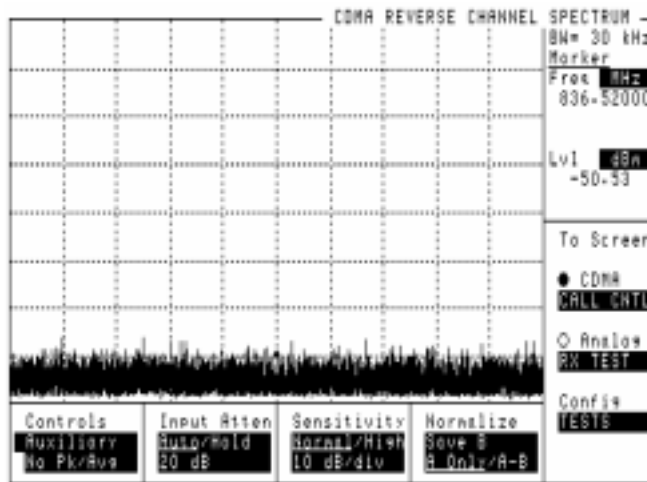 CDMA REVERSE CHANNEL SPECTRUM
BW= 30 kHz
Marker
Freq MHz
836.52000
Lvl dBm
-50.53
To Screen
CDMA
CALL CNTL
Analog
RX TEST
Config
TESTS
Controls
Auxiliary
No Pk/Avg
Input Atten
Auto/Hold
20 dB
Sensitivity
Normal/High
10 dB/div
Normalize
Save B
A Only/A-B